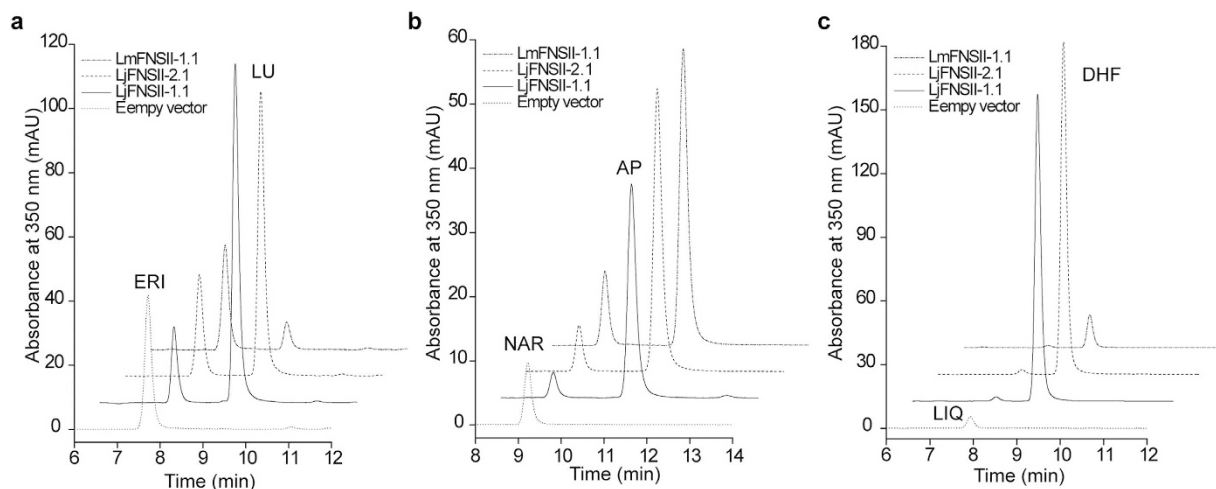 a
120
100
80
60
40
20
0
Absorbance at 350 nm (mAU)
LmFNSII-1.1
LjFNSII-2.1
LjFNSII-1.1
Eempy vector
LU
ERI
6 7 8 9 10 11 12
Time (min)
b
60
50
40
30
20
10
0
Absorbance at 350 nm (mAU)
LmFNSII-1.1
LjFNSII-2.1
LjFNSII-1.1
Empty vector
AP
NAR
8 9 10 11 12 13 14
Time (min)
c
180
150
120
90
60
30
0
Absorbance at 350 nm (mAU)
LmFNSII-1.1
LjFNSII-2.1
LjFNSII-1.1
Eempy vector
DHF
LIQ
6 7 8 9 10 11 12
Time (min)